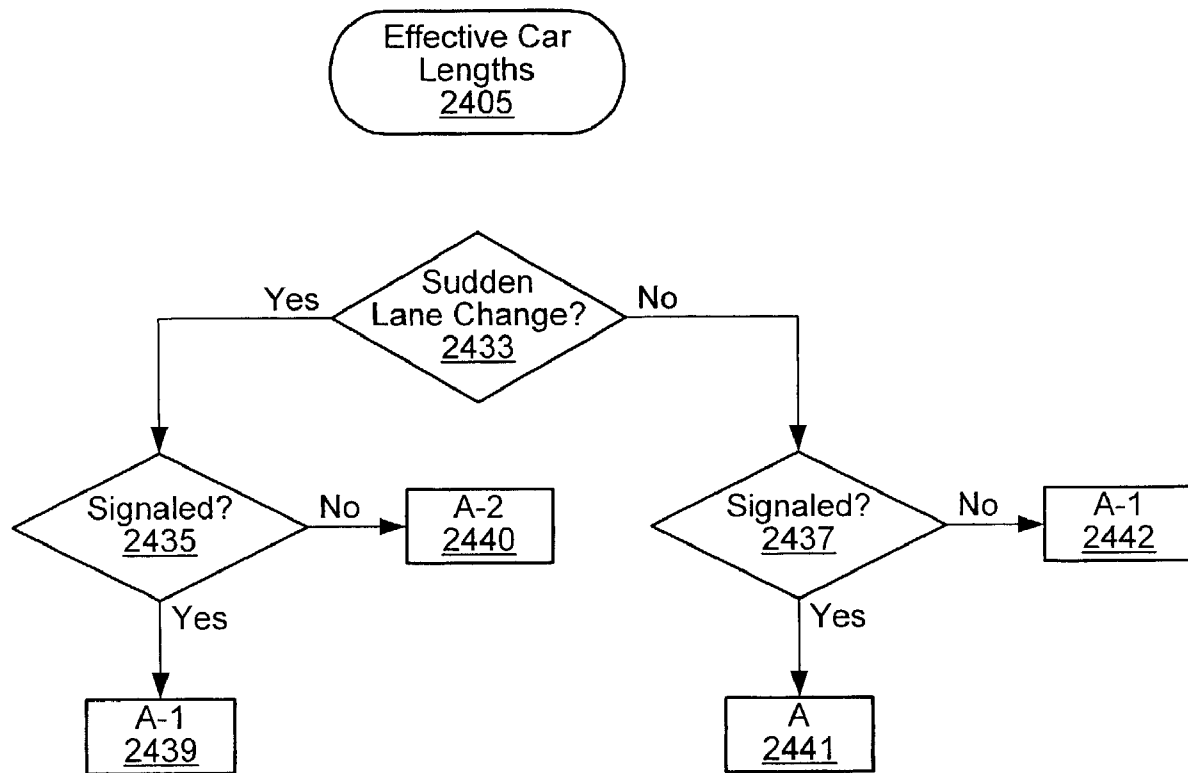 Effective Car
Lengths
2405
Sudden
Lane Change?
2433
Yes
No
Signaled?
2435
No
A-2
2440
Yes
A-1
2439
Signaled?
2437
No
A-1
2442
Yes
A
2441